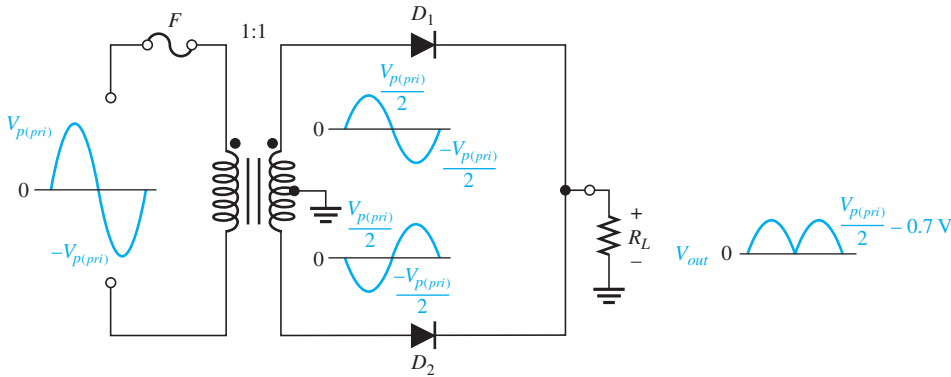 F
1:1
D1
Vp(pri)
0
−Vp(pri)
Vp(pri)/2
0
−Vp(pri)/2
Vp(pri)/2
0
−Vp(pri)/2
D2
+
RL
−
Vout
0
Vp(pri)/2 − 0.7 V